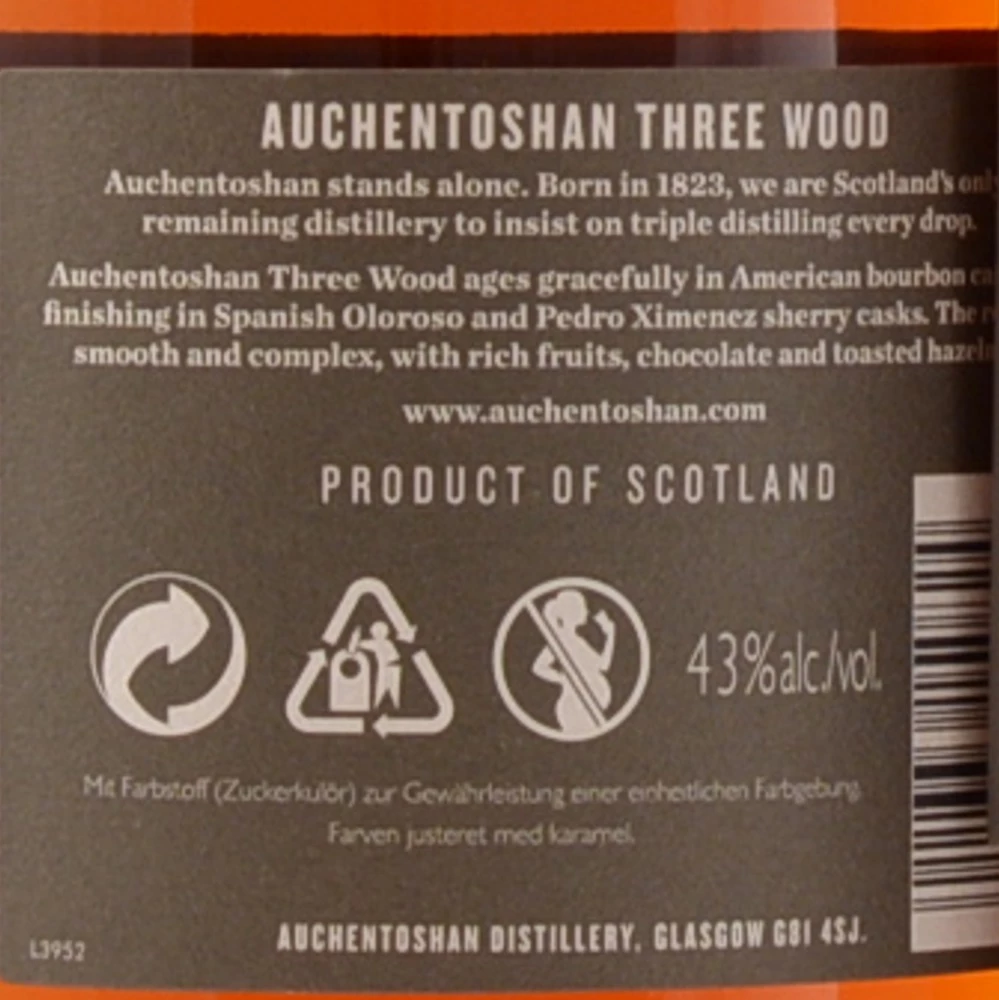 AUCHENTOSHAN THREE WOOD
Auchentoshan stands alone. Born in 1823, we are Scotland's
remaining distillery to insist on triple distilling every drop.
Auchentoshan Three Wood ages gracefully in American bourbon
finishing in Spanish Oloroso and Pedro Ximenez sherry casks. The
smooth and complex, with rich fruits, chocolate and toasted
www.auchentoshan.com
PRODUCT OF SCOTLAND
43%alc./vol.
Mit Farbstoff (Zuckerkulör) zur Gewährleistung einer einheitlichen Farbgebung.
Farven justeret med karamel.
AUCHENTOSHAN DISTILLERY, GLASGOW G81 4SJ.
L3952